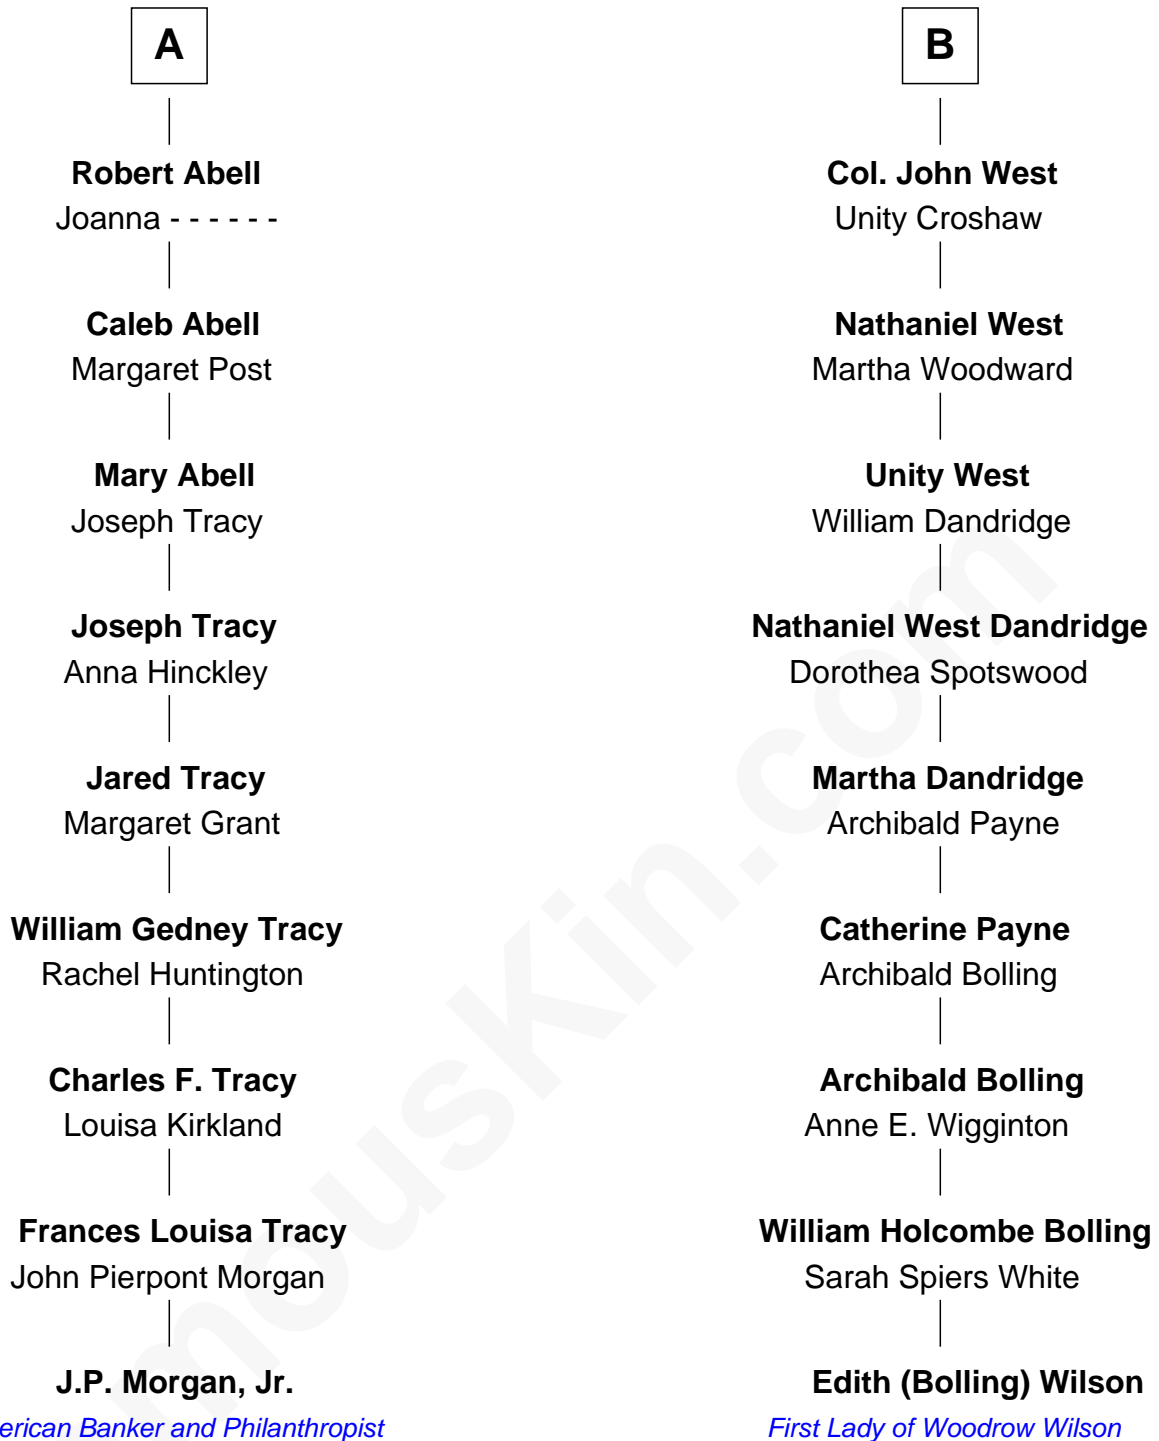 A
Robert Abell
Joanna - - - - - -
Caleb Abell
Margaret Post
Mary Abell
Joseph Tracy
Joseph Tracy
Anna Hinckley
Jared Tracy
Margaret Grant
William Gedney Tracy
Rachel Huntington
Charles F. Tracy
Louisa Kirkland
Frances Louisa Tracy
John Pierpont Morgan
J.P. Morgan, Jr.
erican Banker and Philanthropist
B
Col. John West
Unity Croshaw
Nathaniel West
Martha Woodward
Unity West
William Dandridge
Nathaniel West Dandridge
Dorothea Spotswood
Martha Dandridge
Archibald Payne
Catherine Payne
Archibald Bolling
Archibald Bolling
Anne E. Wigginton
William Holcombe Bolling
Sarah Spiers White
Edith (Bolling) Wilson
First Lady of Woodrow Wilson
mouskin.com